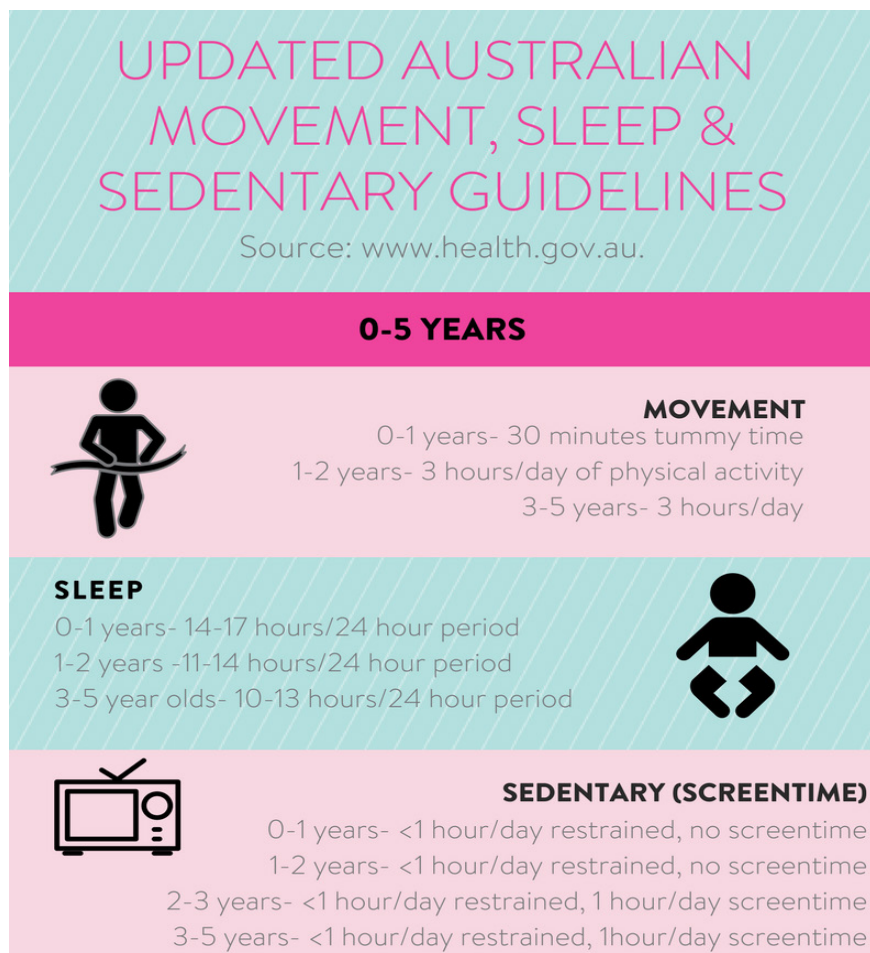 UPDATED AUSTRALIAN
MOVEMENT, SLEEP &
SEDENTARY GUIDELINES
Source: www.health.gov.au.
0-5 YEARS
MOVEMENT
0-1 years- 30 minutes tummy time
1-2 years- 3 hours/day of physical activity
3-5 years- 3 hours/day
SLEEP
0-1 years- 14-17 hours/24 hour period
1-2 years -11-14 hours/24 hour period
3-5 year olds- 10-13 hours/24 hour period
SEDENTARY (SCREENTIME)
0-1 years- <1 hour/day restrained, no screentime
1-2 years- <1 hour/day restrained, no screentime
2-3 years- <1 hour/day restrained, 1 hour/day screentime
3-5 years- <1 hour/day restrained, 1hour/day screentime